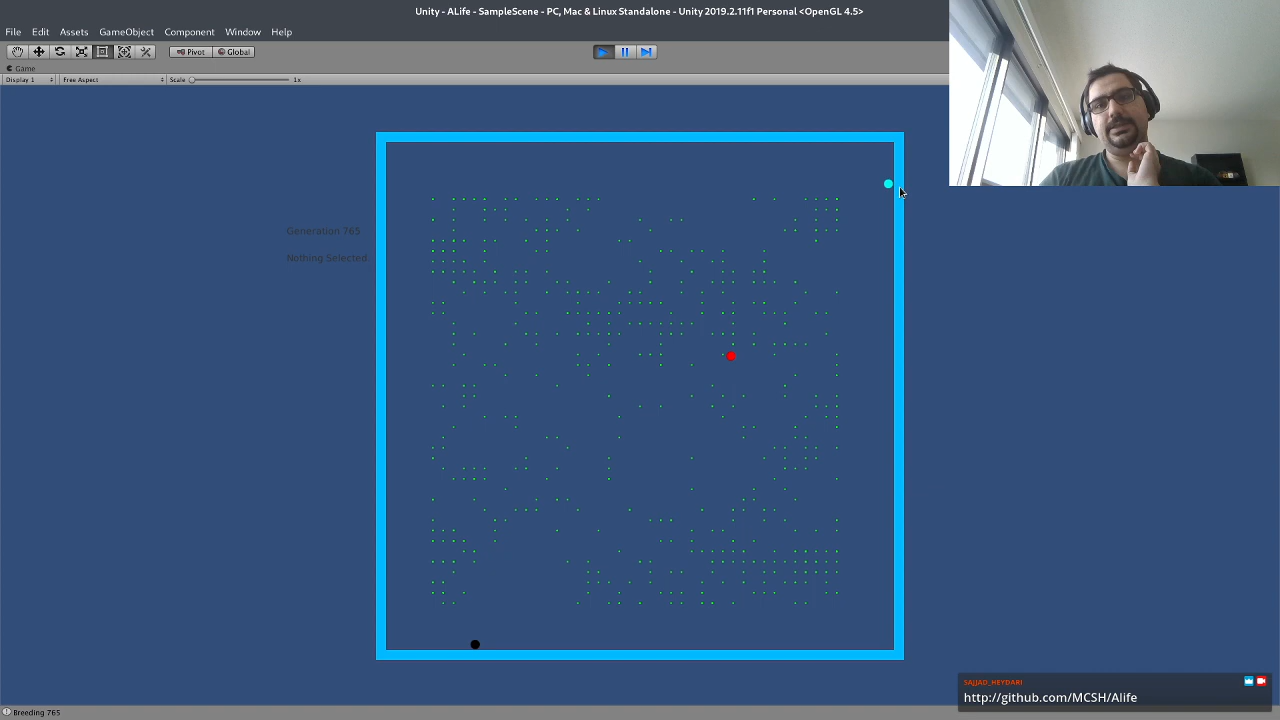 Unity - ALife - SampleScene - PC, Mac & Linux Standalone - Unity 2019.2.11f1 Personal <OpenGL 4.5>
File Edit Assets GameObject Component Window Help
Pivot Global
Game
Display 1 Free Aspect Scale 1x
Generation 765
Nothing Selected
SAJJAD_HEYDARI
http://github.com/MCSH/Alife
Breeding 765